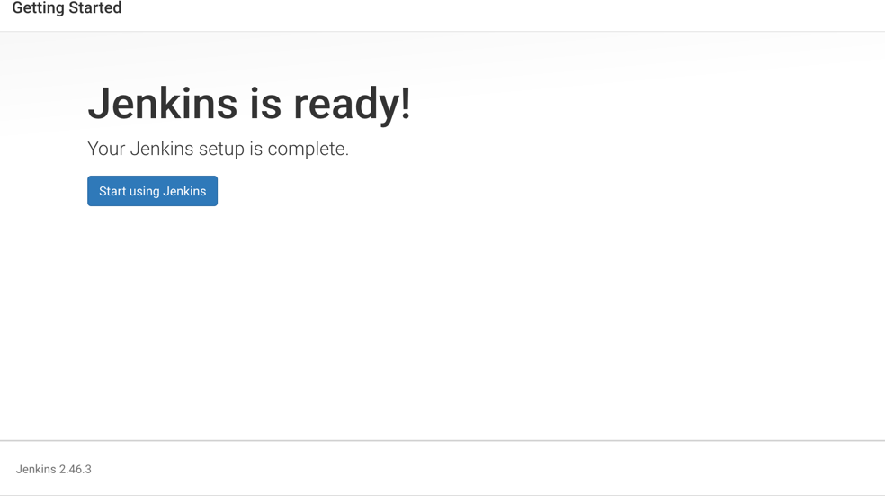 Getting Started
Jenkins is ready!
Your Jenkins setup is complete.
Start using Jenkins
Jenkins 2.46.3